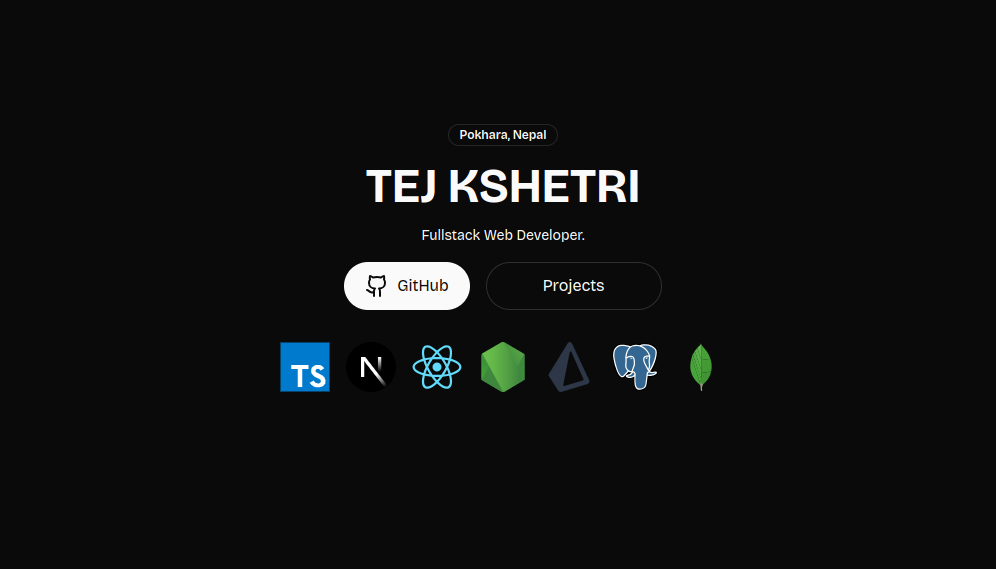 Pokhara, Nepal
TEJ KSHETRI
Fullstack Web Developer.
GitHub
Projects
TS
N